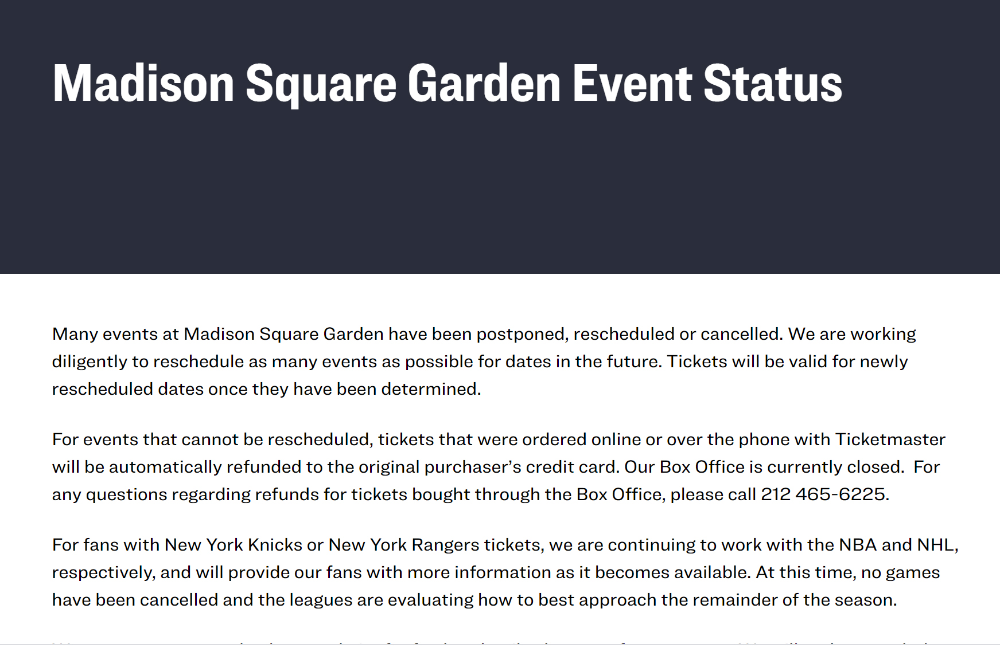 Madison Square Garden Event Status
Many events at Madison Square Garden have been postponed, rescheduled or cancelled. We are working
diligently to reschedule as many events as possible for dates in the future. Tickets will be valid for newly
rescheduled dates once they have been determined.
For events that cannot be rescheduled, tickets that were ordered online or over the phone with Ticketmaster
will be automatically refunded to the original purchaser’s credit card. Our Box Office is currently closed.  For
any questions regarding refunds for tickets bought through the Box Office, please call 212 465-6225.
For fans with New York Knicks or New York Rangers tickets, we are continuing to work with the NBA and NHL,
respectively, and will provide our fans with more information as it becomes available. At this time, no games
have been cancelled and the leagues are evaluating how to best approach the remainder of the season.